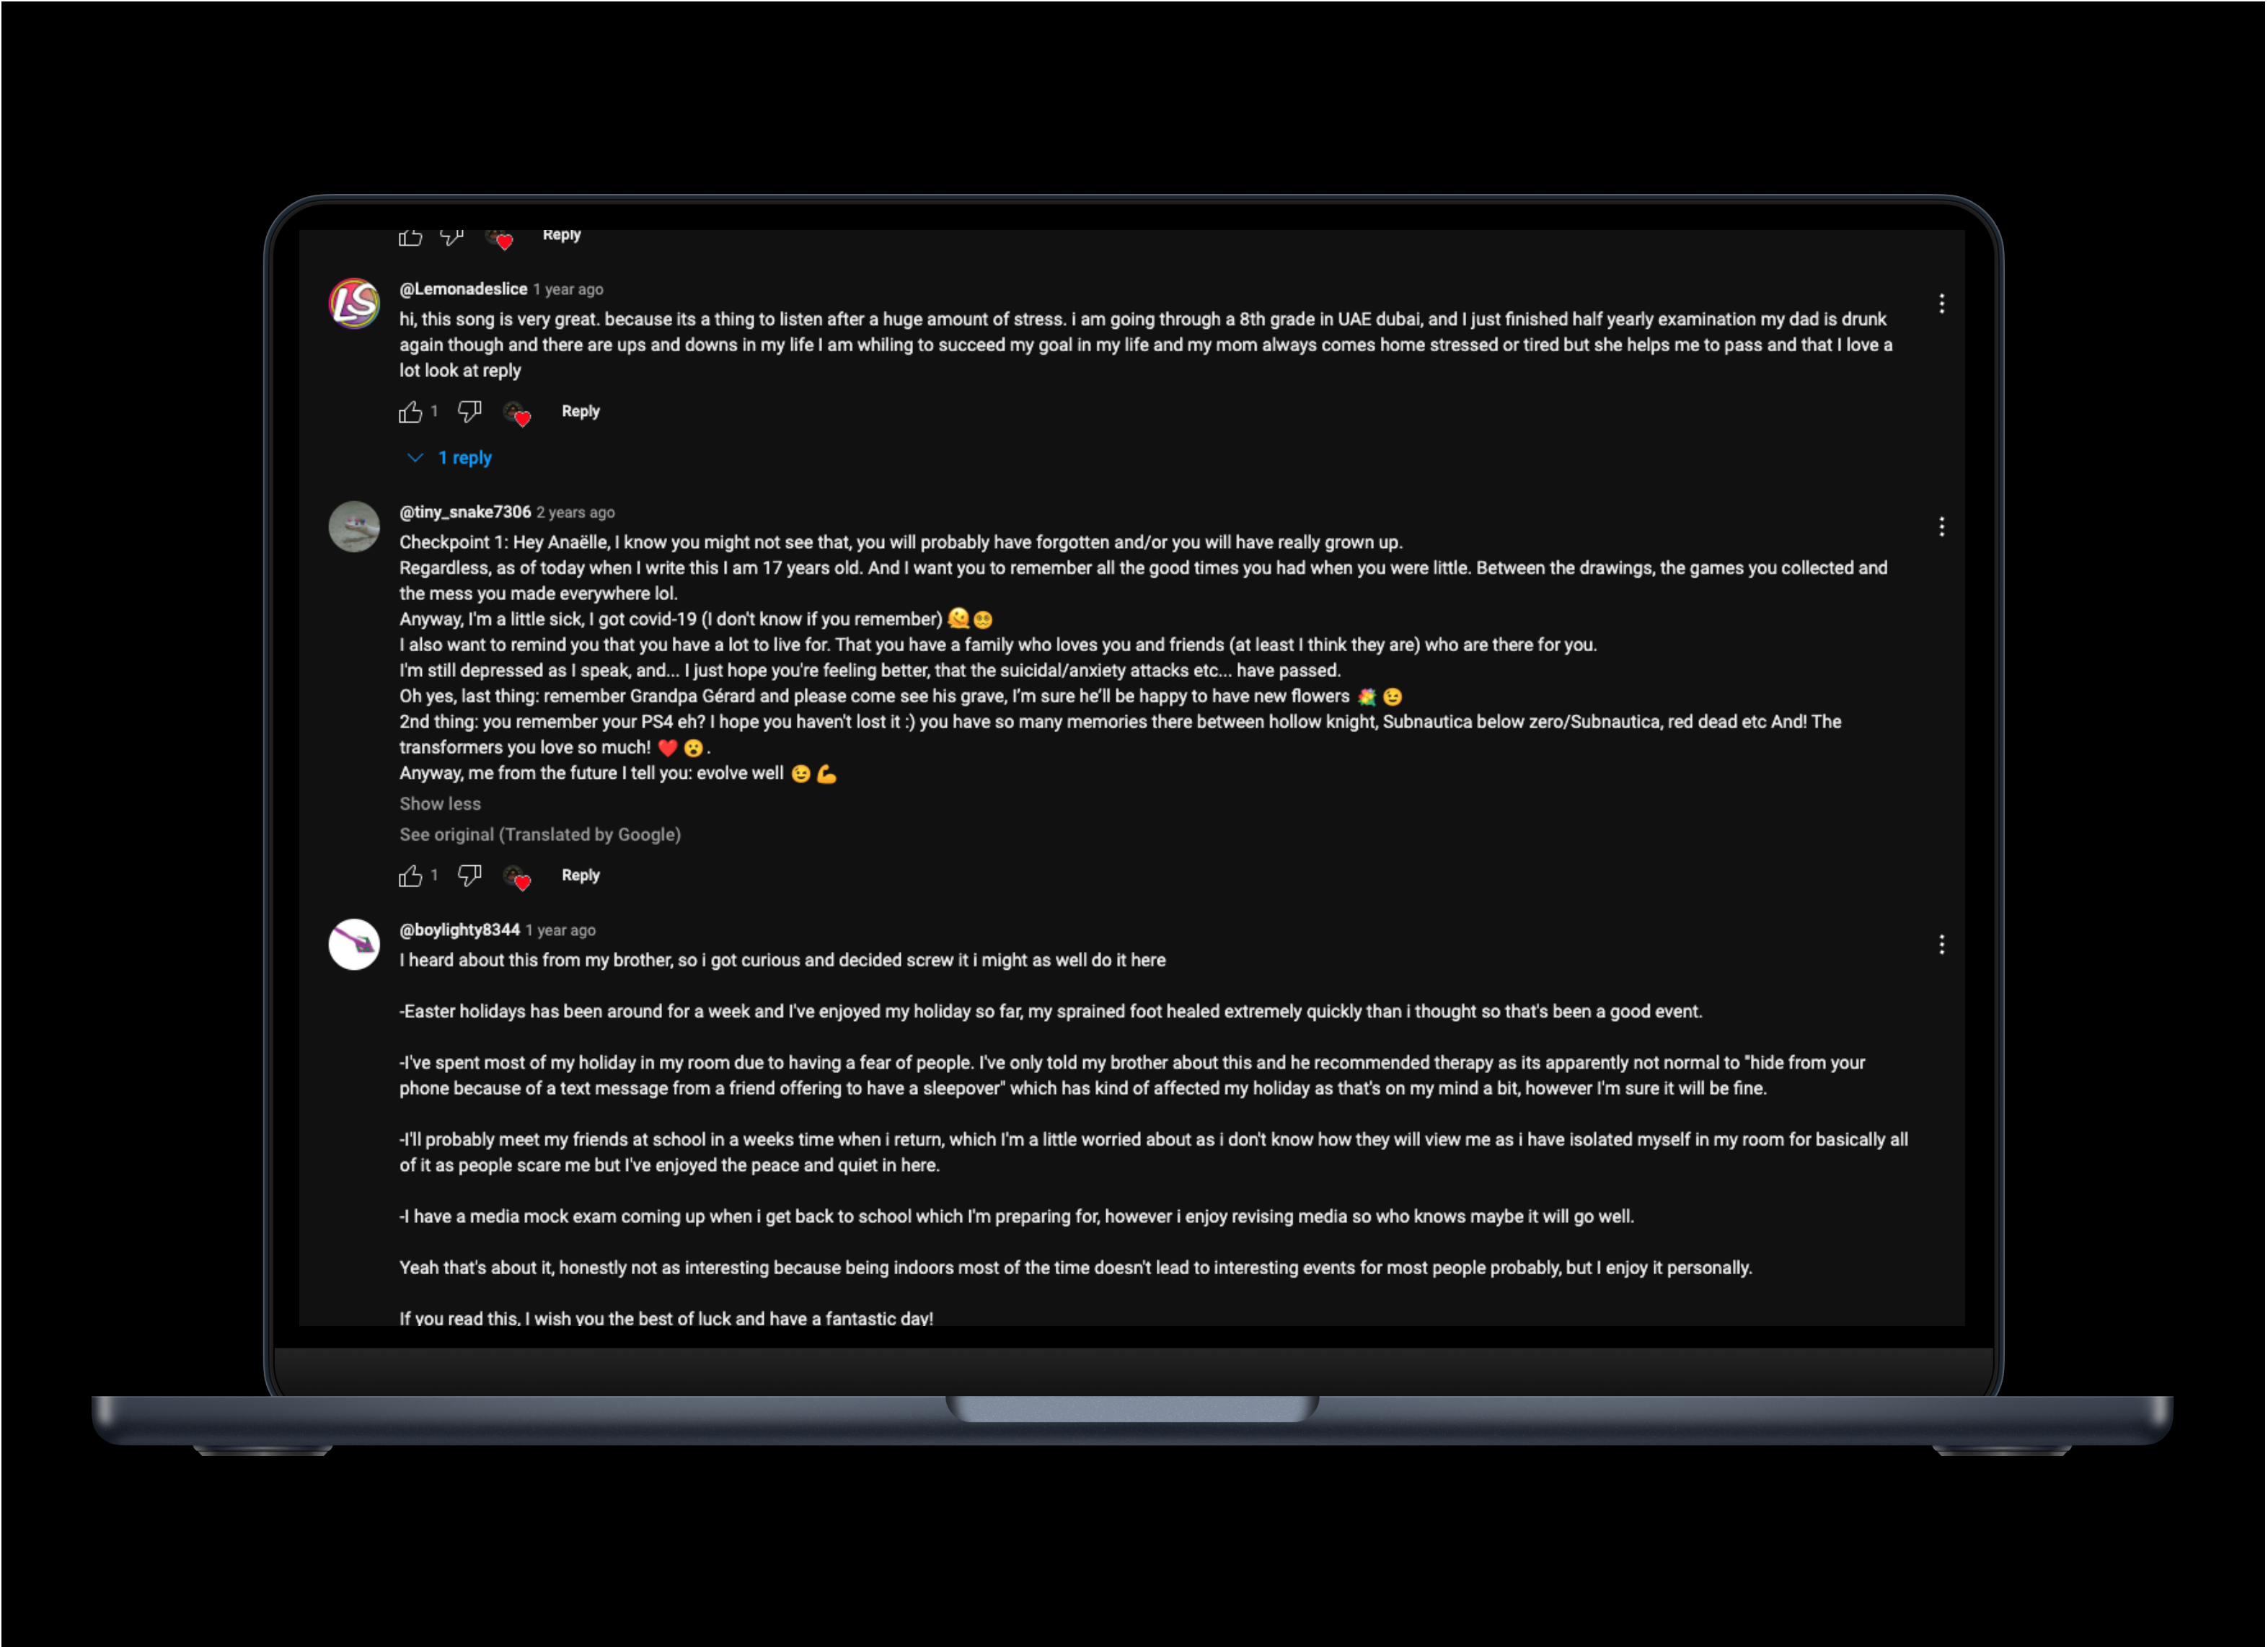 Reply
LS
@Lemonadeslice 1 year ago
hi, this song is very great. because its a thing to listen after a huge amount of stress. i am going through a 8th grade in UAE dubai, and I just finished half yearly examination my dad is drunk
again though and there are ups and downs in my life I am whiling to succeed my goal in my life and my mom always comes home stressed or tired but she helps me to pass and that I love a
lot look at reply
1 Reply
1 reply
@tiny_snake7306 2 years ago
Checkpoint 1: Hey Anaëlle, I know you might not see that, you will probably have forgotten and/or you will have really grown up.
Regardless, as of today when I write this I am 17 years old. And I want you to remember all the good times you had when you were little. Between the drawings, the games you collected and
the mess you made everywhere lol.
Anyway, I'm a little sick, I got covid-19 (I don't know if you remember) 🫠😵‍💫
I also want to remind you that you have a lot to live for. That you have a family who loves you and friends (at least I think they are) who are there for you.
I'm still depressed as I speak, and... I just hope you're feeling better, that the suicidal/anxiety attacks etc... have passed.
Oh yes, last thing: remember Grandpa Gérard and please come see his grave, I’m sure he’ll be happy to have new flowers 💐 😉
2nd thing: you remember your PS4 eh? I hope you haven't lost it :) you have so many memories there between hollow knight, Subnautica below zero/Subnautica, red dead etc And! The
transformers you love so much! ❤️ 😮 .
Anyway, me from the future I tell you: evolve well 😉 💪
Show less
See original (Translated by Google)
1 Reply
@boylighty8344 1 year ago
I heard about this from my brother, so i got curious and decided screw it i might as well do it here
-Easter holidays has been around for a week and I've enjoyed my holiday so far, my sprained foot healed extremely quickly than i thought so that's been a good event.
-I've spent most of my holiday in my room due to having a fear of people. I've only told my brother about this and he recommended therapy as its apparently not normal to "hide from your
phone because of a text message from a friend offering to have a sleepover" which has kind of affected my holiday as that's on my mind a bit, however I'm sure it will be fine.
-I'll probably meet my friends at school in a weeks time when i return, which I'm a little worried about as i don't know how they will view me as i have isolated myself in my room for basically all
of it as people scare me but I've enjoyed the peace and quiet in here.
-I have a media mock exam coming up when i get back to school which I'm preparing for, however i enjoy revising media so who knows maybe it will go well.
Yeah that's about it, honestly not as interesting because being indoors most of the time doesn't lead to interesting events for most people probably, but I enjoy it personally.
If you read this, I wish you the best of luck and have a fantastic day!